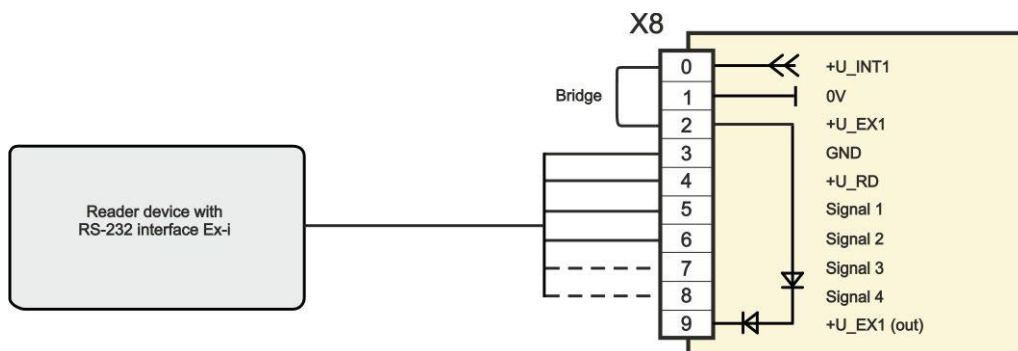 X8
Bridge
0 +U_INT1
1 0V
2 +U_EX1
3 GND
4 +U_RD
5 Signal 1
6 Signal 2
7 Signal 3
8 Signal 4
9 +U_EX1 (out)
Reader device with
RS-232 interface Ex-i